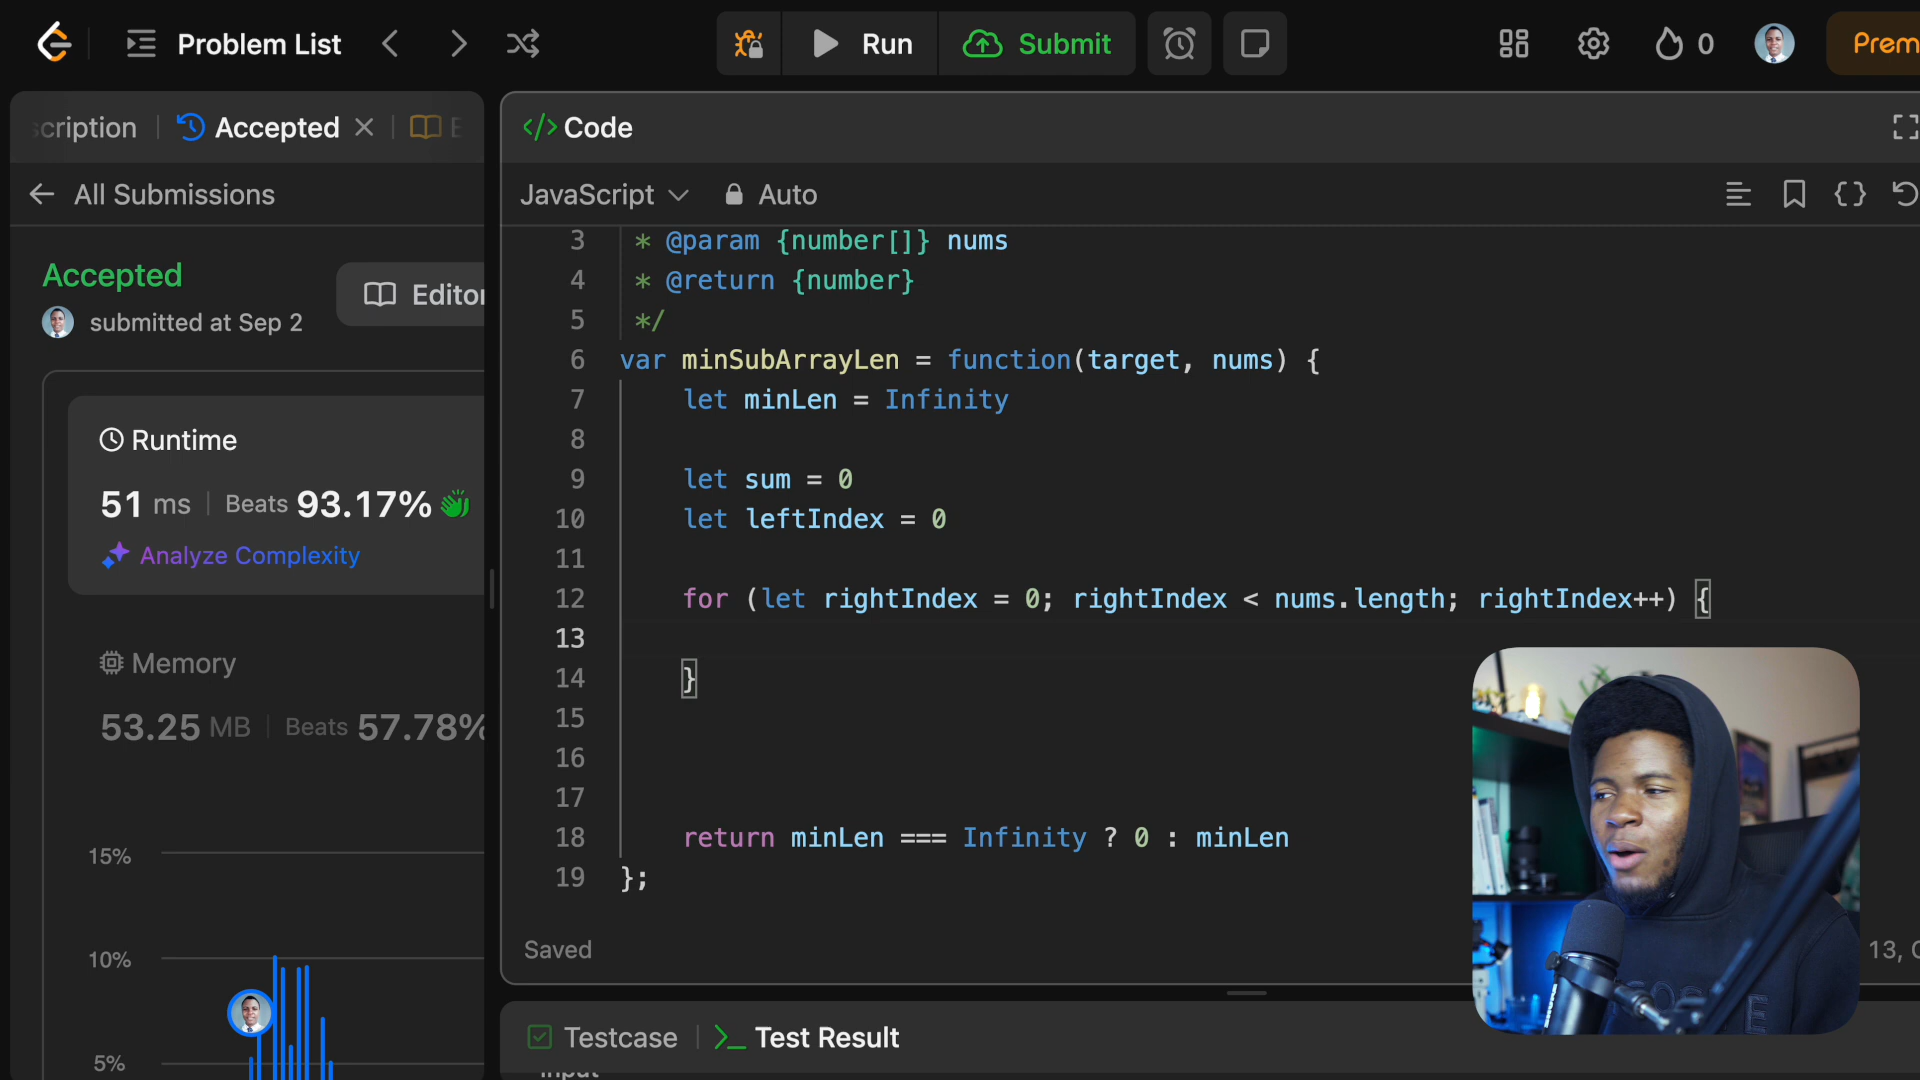 Problem List
Run
Submit
0
Prem
scription
Accepted
E
Code
All Submissions
JavaScript
Auto
Accepted
submitted at Sep 2
Editor
Runtime
51 ms
Beats 93.17%
Analyze Complexity
Memory
53.25 MB
Beats 57.78%
15%
10%
5%
3 * @param {number[]} nums
4 * @return {number}
5 */
6 var minSubArrayLen = function(target, nums) {
7 let minLen = Infinity
8
9 let sum = 0
10 let leftIndex = 0
11
12 for (let rightIndex = 0; rightIndex < nums.length; rightIndex++) {
13
14 }
15
16
17
18 return minLen === Infinity ? 0 : minLen
19 };
Saved
13, C
Testcase
>_ Test Result
Input